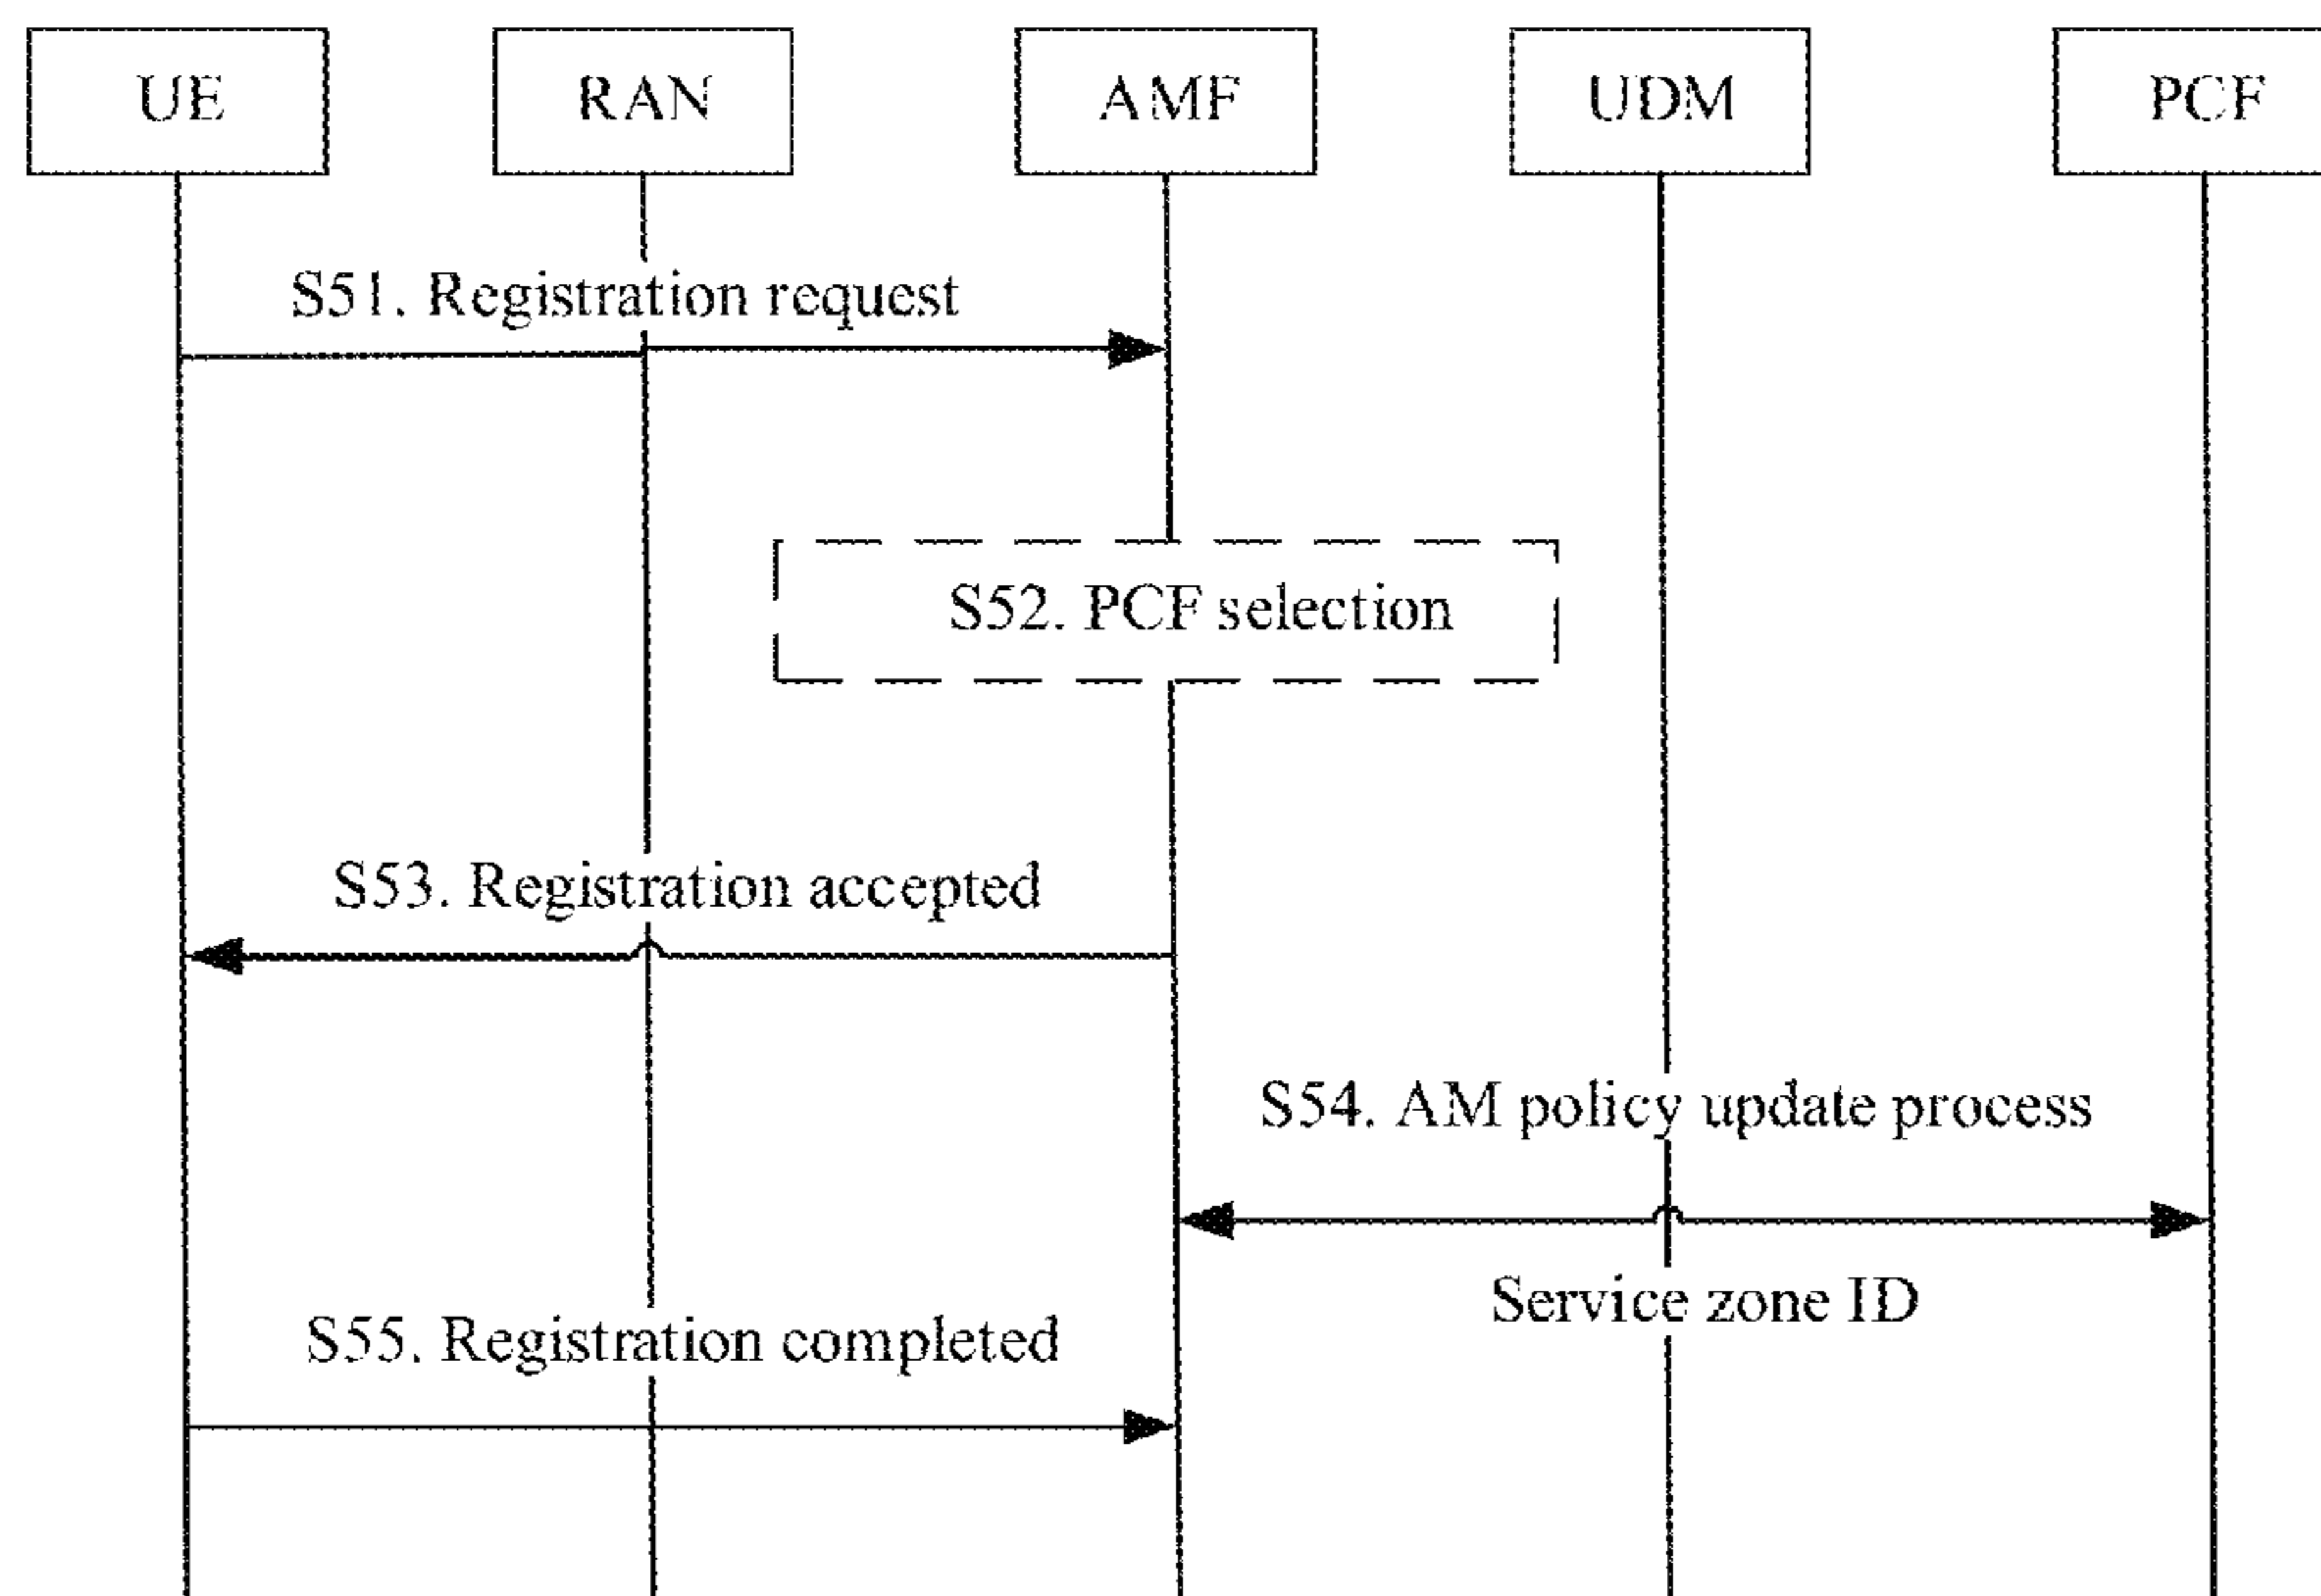 UE
RAN
AMF
UDM
PCF
S51. Registration request
S52. PCF selection
S53. Registration accepted
S54. AM policy update process
Service zone ID
S55. Registration completed